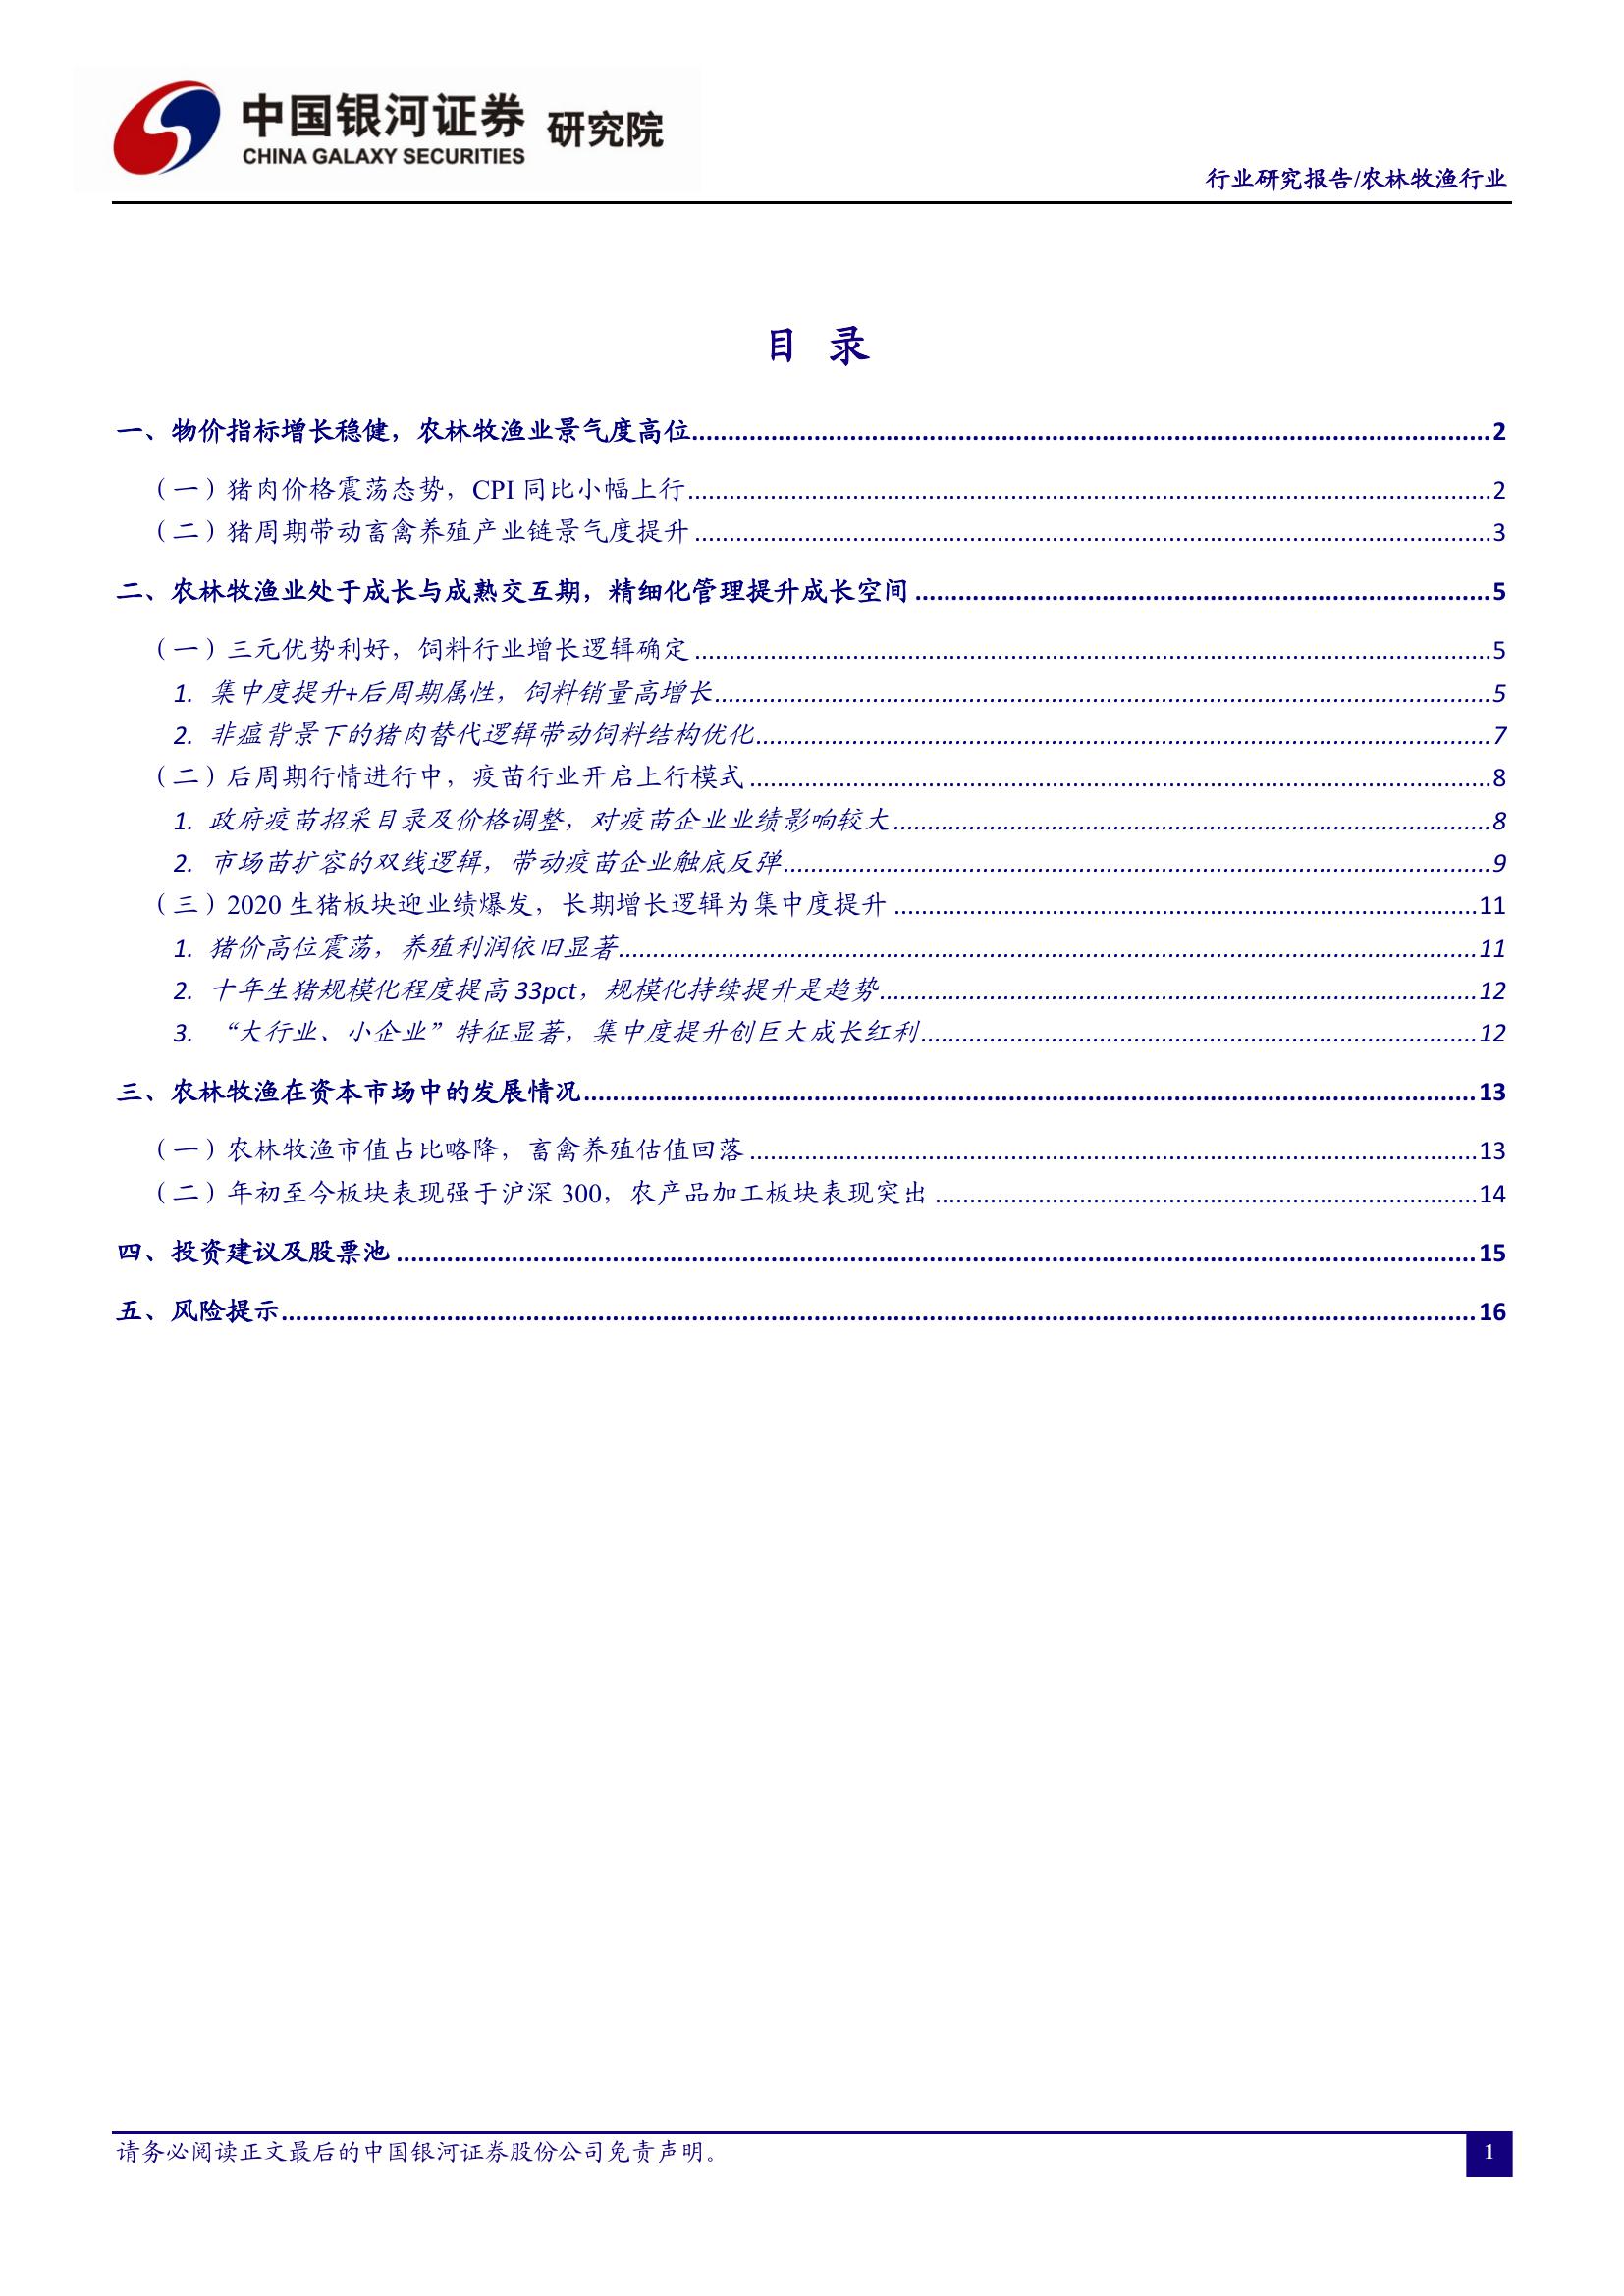 中国银河证券 研究院
CHINA GALAXY SECURITIES
行业研究报告/农林牧渔行业
目 录
一、物价指标增长稳健，农林牧渔业景气度高位........2
（一）猪肉价格震荡态势，CPI 同比小幅上行........2
（二）猪周期带动畜禽养殖产业链景气度提升........3
二、农林牧渔业处于成长与成熟交互期，精细化管理提升成长空间........5
（一）三元优势利好，饲料行业增长逻辑确定........5
1. 集中度提升+后周期属性，饲料销量高增长........5
2. 非瘟背景下的猪肉替代逻辑带动饲料结构优化........7
（二）后周期行情进行中，疫苗行业开启上行模式........8
1. 政府疫苗招采目录及价格调整，对疫苗企业业绩影响较大........8
2. 市场苗扩容的双线逻辑，带动疫苗企业触底反弹........9
（三）2020 生猪板块迎业绩爆发，长期增长逻辑为集中度提升........11
1. 猪价高位震荡，养殖利润依旧显著........11
2. 十年生猪规模化程度提高 33pct，规模化持续提升是趋势........12
3. “大行业、小企业”特征显著，集中度提升创巨大成长红利........12
三、农林牧渔在资本市场中的发展情况........13
（一）农林牧渔市值占比略降，畜禽养殖估值回落........13
（二）年初至今板块表现强于沪深 300，农产品加工板块表现突出........14
四、投资建议及股票池........15
五、风险提示........16
请务必阅读正文最后的中国银河证券股份公司免责声明。
1